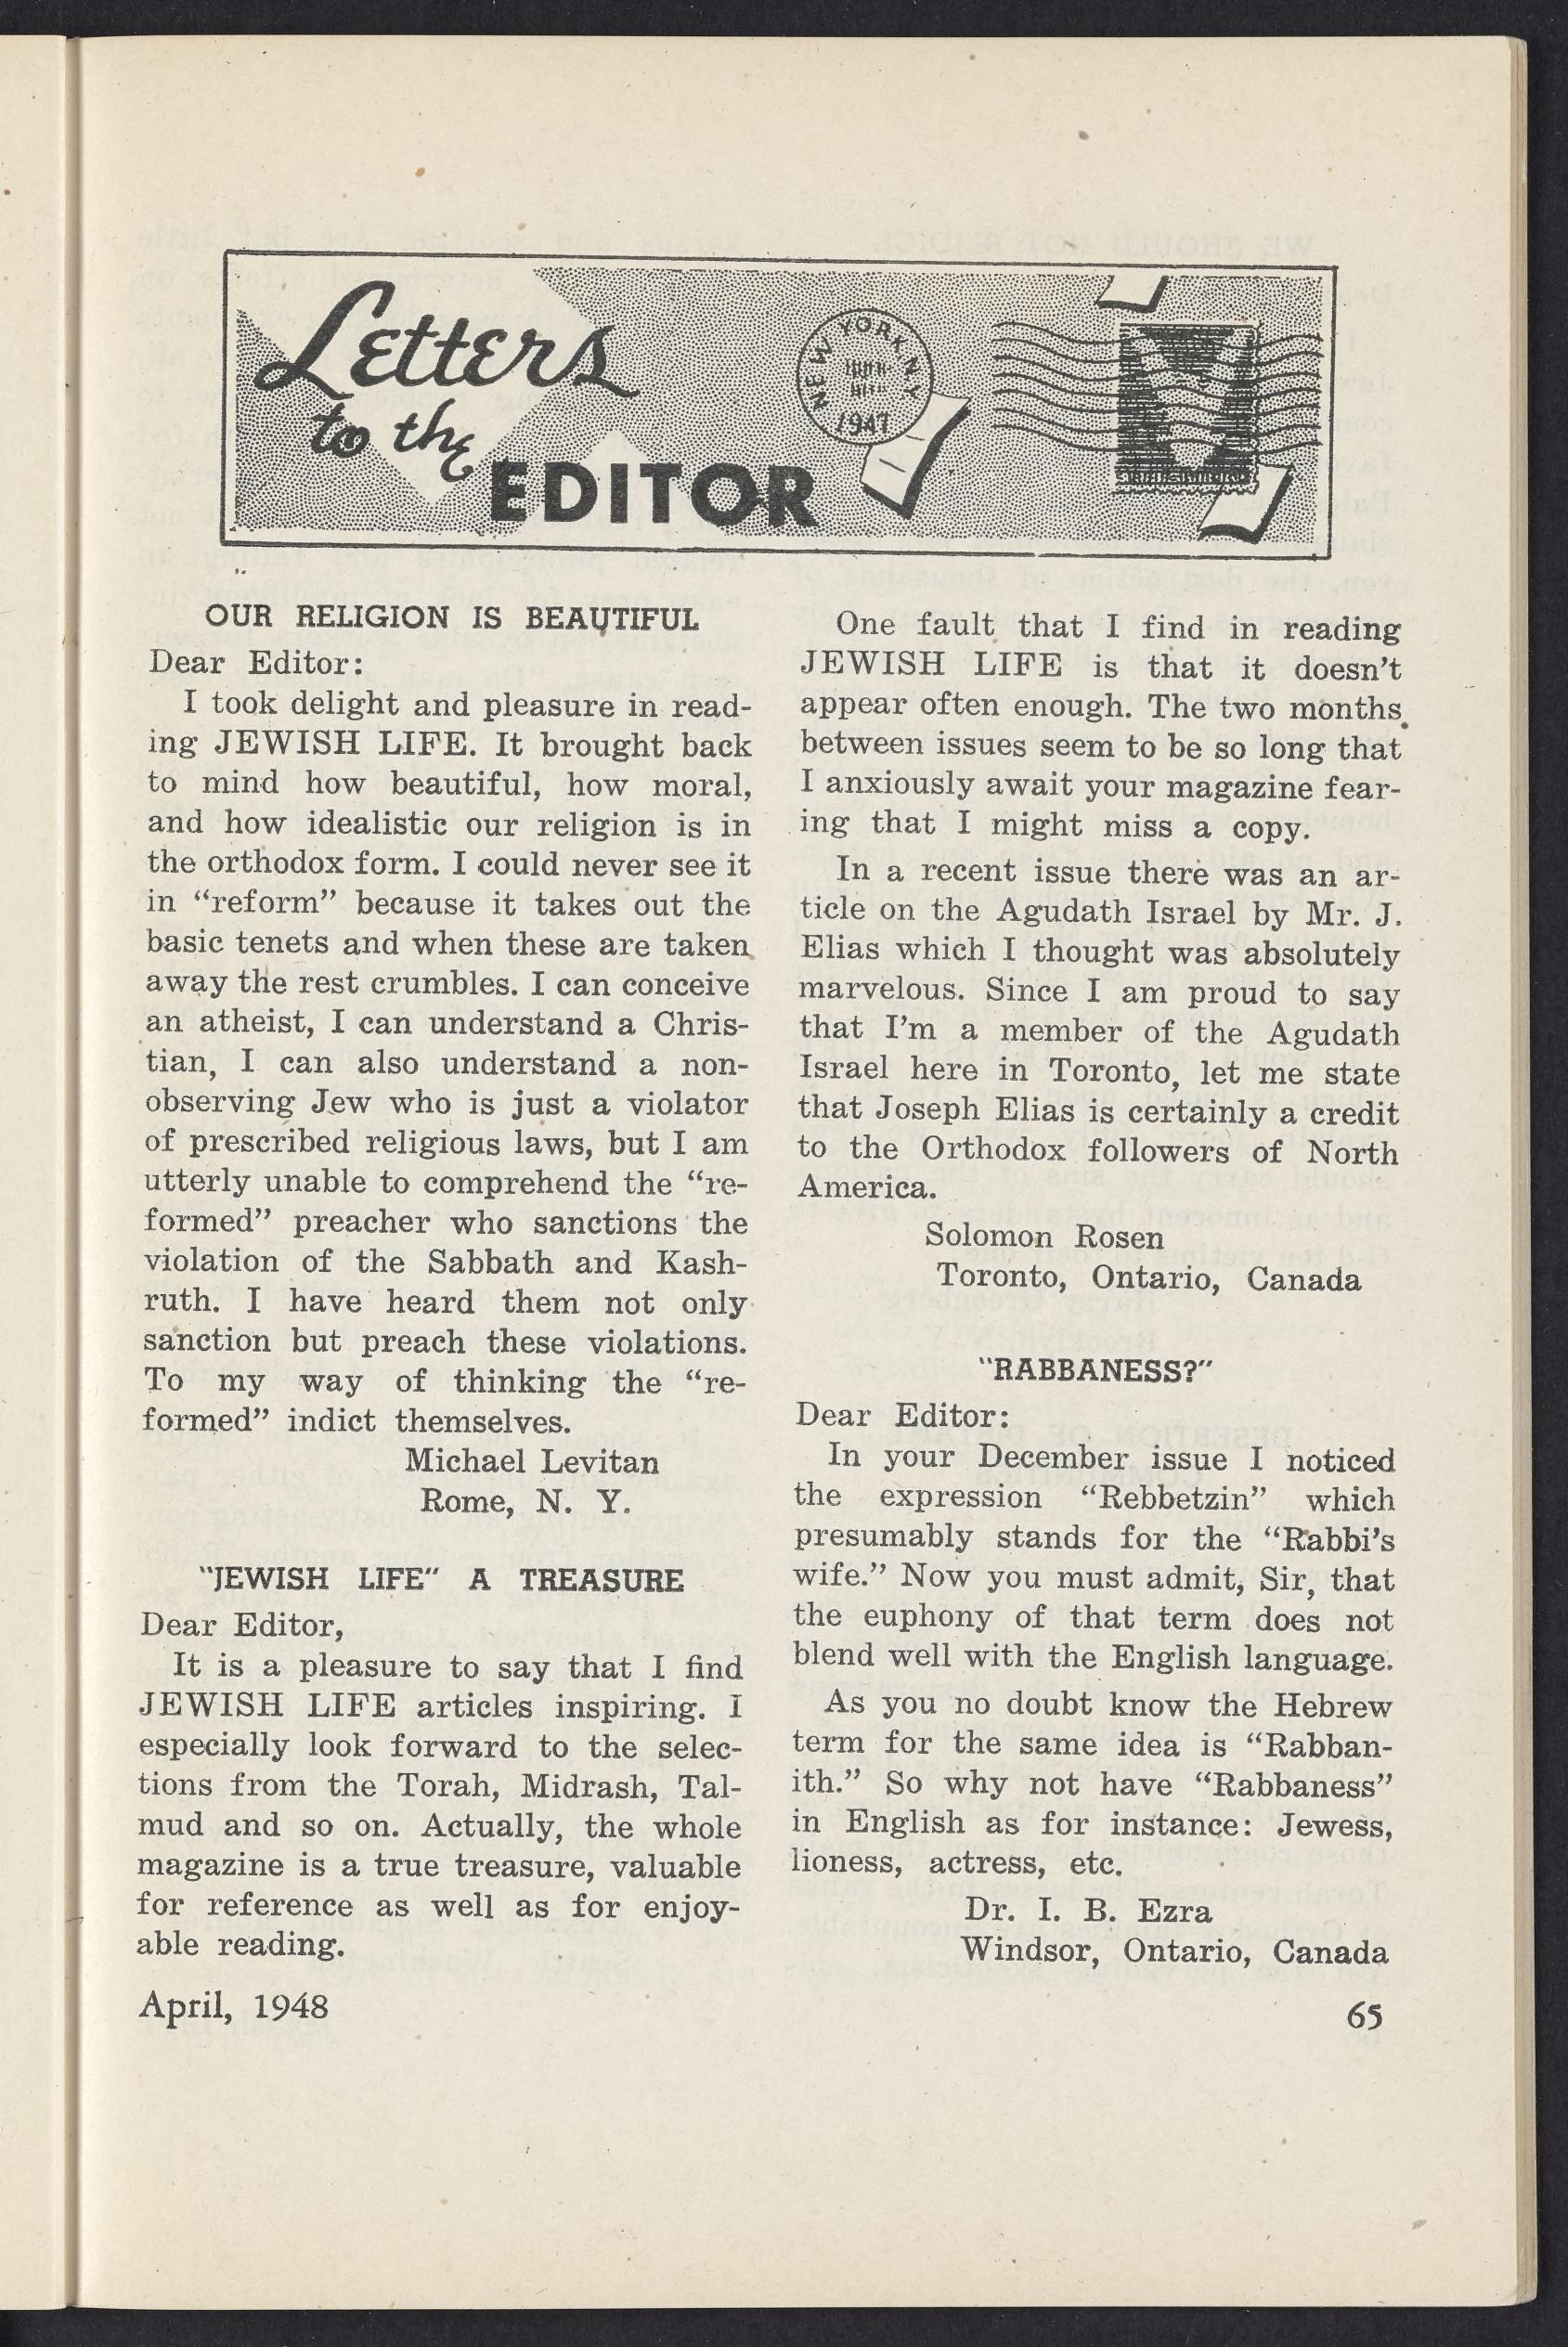 Letters
to the
EDITOR
NEW YORK NY
1947
OUR RELIGION IS BEAUTIFUL
Dear Editor:
I took delight and pleasure in read-
ing JEWISH LIFE. It brought back
to mind how beautiful, how moral,
and how idealistic our religion is in
the orthodox form. I could never see it
in “reform” because it takes out the
basic tenets and when these are taken
away the rest crumbles. I can conceive
an atheist, I can understand a Chris-
tian, I can also understand a non-
observing Jew who is just a violator
of prescribed religious laws, but I am
utterly unable to comprehend the “re-
formed” preacher who sanctions the
violation of the Sabbath and Kash-
ruth. I have heard them not only
sanction but preach these violations.
To my way of thinking the “re-
formed” indict themselves.
Michael Levitan
Rome, N. Y.
"JEWISH LIFE" A TREASURE
Dear Editor,
It is a pleasure to say that I find
JEWISH LIFE articles inspiring. I
especially look forward to the selec-
tions from the Torah, Midrash, Tal-
mud and so on. Actually, the whole
magazine is a true treasure, valuable
for reference as well as for enjoy-
able reading.
One fault that I find in reading
JEWISH LIFE is that it doesn’t
appear often enough. The two months
between issues seem to be so long that
I anxiously await your magazine fear-
ing that I might miss a copy.
In a recent issue there was an ar-
ticle on the Agudath Israel by Mr. J.
Elias which I thought was absolutely
marvelous. Since I am proud to say
that I’m a member of the Agudath
Israel here in Toronto, let me state
that Joseph Elias is certainly a credit
to the Orthodox followers of North
America.
Solomon Rosen
Toronto, Ontario, Canada
"RABBANESS?"
Dear Editor:
In your December issue I noticed
the expression “Rebbetzin” which
presumably stands for the “Rabbi’s
wife.” Now you must admit, Sir, that
the euphony of that term does not
blend well with the English language.
As you no doubt know the Hebrew
term for the same idea is “Rabban-
ith.” So why not have “Rabbaness”
in English as for instance: Jewess,
lioness, actress, etc.
Dr. I. B. Ezra
Windsor, Ontario, Canada
April, 1948
65